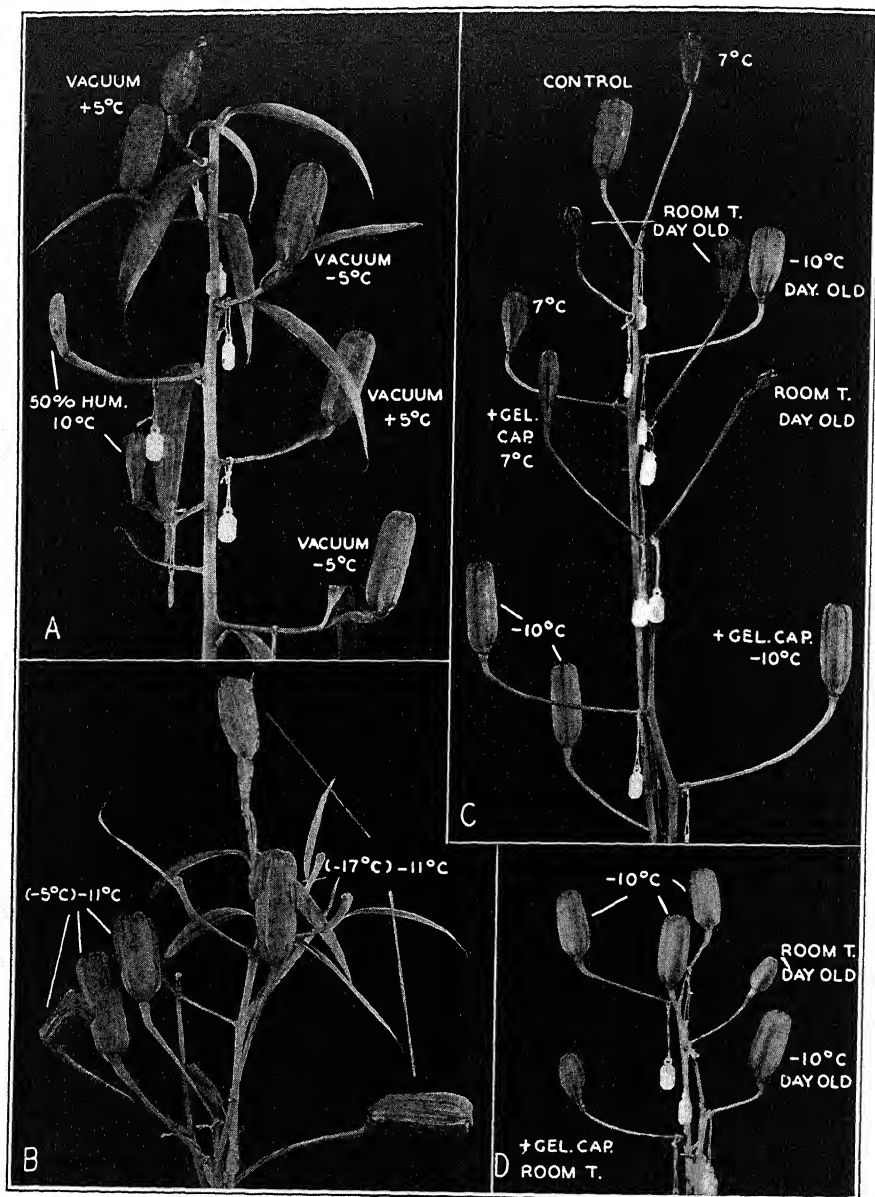 VACUUM
+5°C
VACUUM
-5°C
50% HUM.
10°C
VACUUM
+5°C
VACUUM
-5°C
A
CONTROL
7°C
ROOM T.
DAY OLD
-10°C
DAY. OLD
7°C
ROOM T.
DAY OLD
+GEL.
CAP.
7°C
-10°C
+GEL. CAP.
-10°C
C
(-5°C)-11°C
(-17°C)-11°C
B
-10°C
ROOM T.
DAY OLD
-10°C
DAY OLD
+GEL. CAP.
ROOM T.
D